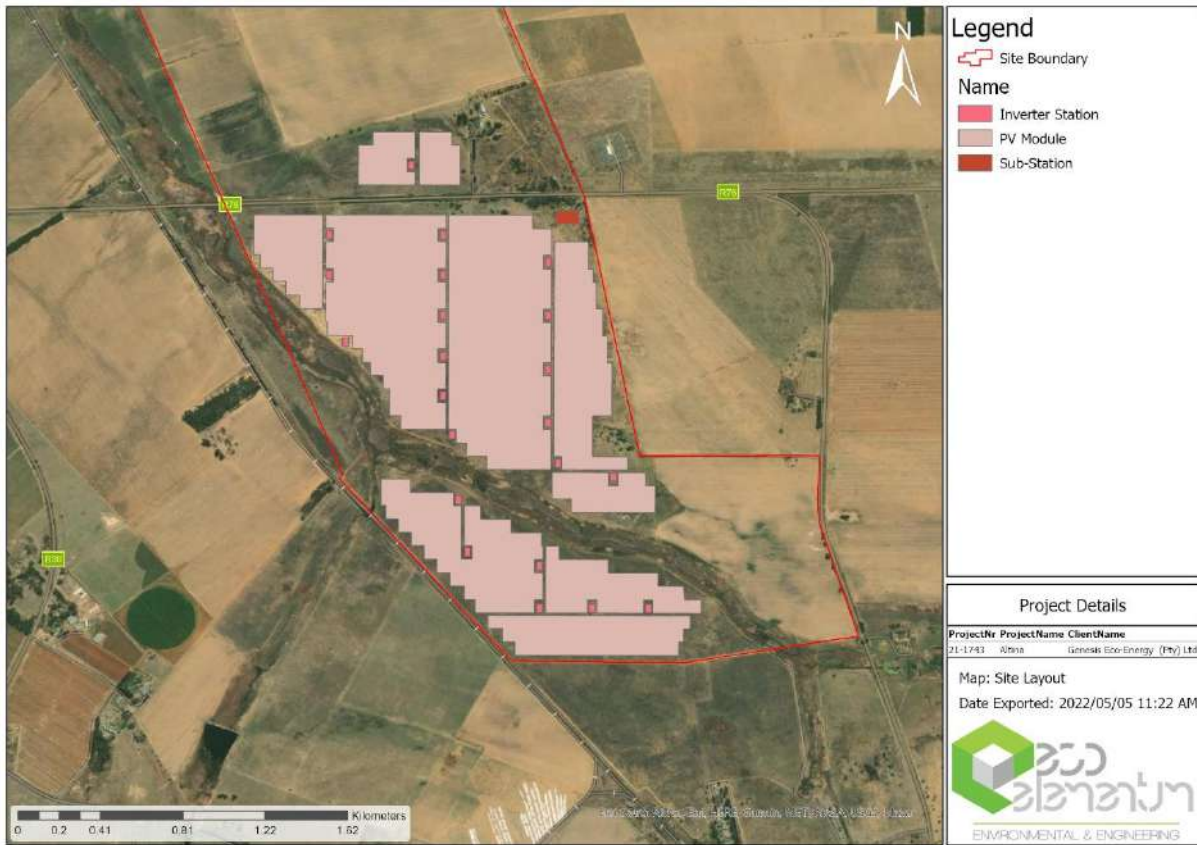 N
R76
R76
R30
0 0.2 0.41 0.81 1.22 1.62
Kilometers
Legend
Site Boundary
Name
Inverter Station
PV Module
Sub-Station
Project Details
ProjectNr ProjectName ClientName
21-1743 Genesis Eco-Energy (Pty) Ltd
Map: Site Layout
Date Exported: 2022/05/05 11:22 AM
eco
elementum
ENVIRONMENTAL & ENGINEERING